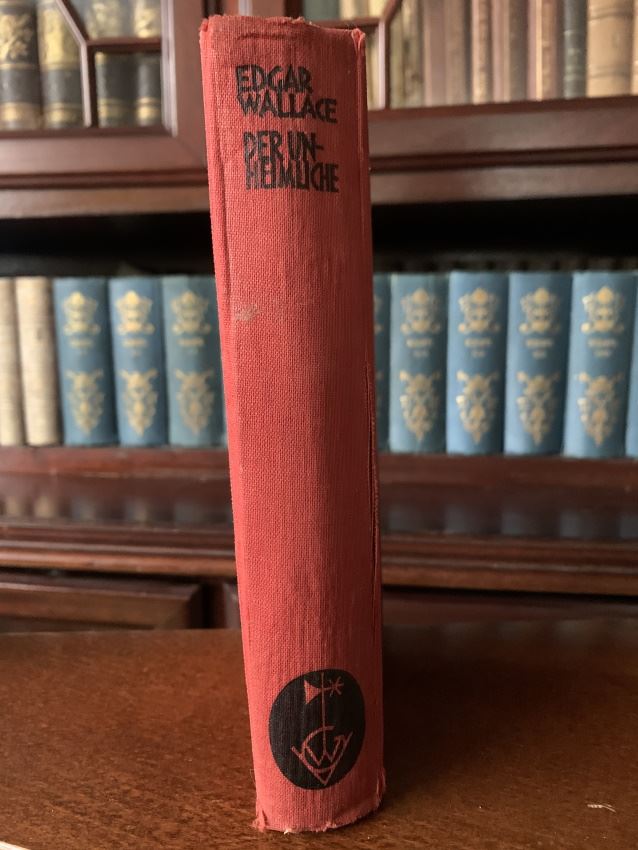 EDGAR
WALLACE
DER UN-
HEIMLICHE